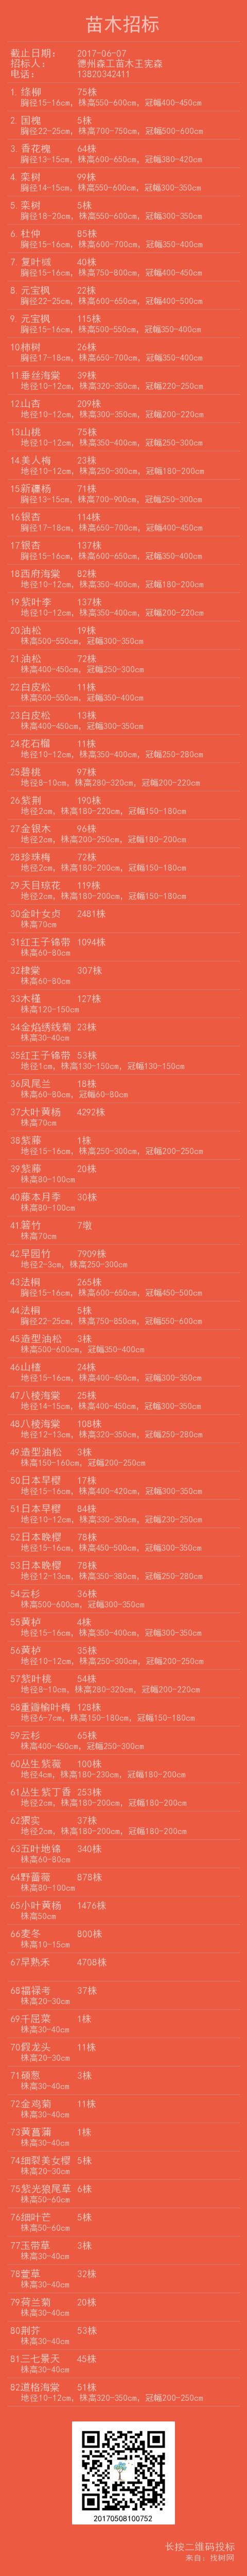 苗木招标
截止日期： 2017-06-07
招标人： 德州森工苗木王宪森
电话： 13820342411
1. 绦柳 75株
胸径15-16cm，株高550-600cm，冠幅400-450cm
2. 国槐 5株
胸径22-25cm，株高700-750cm，冠幅500-600cm
3. 香花槐 64株
胸径13-15cm，株高600-650cm，冠幅380-420cm
4. 栾树 99株
胸径14-15cm，株高550-600cm，冠幅300-350cm
5. 栾树 5株
胸径18-20cm，株高550-600cm，冠幅300-350cm
6. 杜仲 85株
胸径15-16cm，株高600-700cm，冠幅350-400cm
7. 复叶槭 40株
胸径15-16cm，株高750-800cm，冠幅400-450cm
8. 元宝枫 22株
胸径22-25cm，株高600-650cm，冠幅400-500cm
9. 元宝枫 115株
胸径15-16cm，株高500-550cm，冠幅350-400cm
10柿树 26株
胸径17-18cm，株高650-700cm，冠幅350-400cm
11垂丝海棠 39株
地径10-12cm，株高320-350cm，冠幅220-250cm
12山杏 209株
地径10-12cm，株高300-350cm，冠幅200-220cm
13山桃 75株
地径10-12cm，株高350-400cm，冠幅250-300cm
14美人梅 23株
地径10-12cm，株高250-300cm，冠幅180-200cm
15新疆杨 71株
胸径13-15cm，株高700-900cm，冠幅250-300cm
16银杏 114株
胸径17-18cm，株高650-700cm，冠幅400-450cm
17银杏 137株
胸径15-16cm，株高600-650cm，冠幅350-400cm
18西府海棠 82株
地径10-12cm，株高350-400cm，冠幅180-200cm
19.紫叶李 137株
地径10-12cm，株高350-400cm，冠幅200-220cm
20油松 19株
株高500-550cm，冠幅300-350cm
21.油松 72株
株高400-450cm，冠幅250-300cm
22白皮松 11株
株高500-550cm，冠幅350-400cm
23白皮松 13株
株高400-450cm，冠幅300-350cm
24花石榴 11株
地径10-12cm，株高350-400cm，冠幅250-280cm
25碧桃 97株
地径8-10cm，株高280-320cm，冠幅200-220cm
26紫荆 190株
地径2cm，株高180-220cm，冠幅150-180cm
27金银木 96株
地径2cm，株高200-250cm，冠幅180-200cm
28珍珠梅 72株
地径2cm，株高180-200cm，冠幅150-180cm
29.天目琼花 119株
地径2cm，株高180-200cm，冠幅150-180cm
30金叶女贞 2481株
株高70cm
31红王子锦带 1094株
株高60-80cm
32棣棠 307株
株高60-80cm
33木槿 127株
株高120-150cm
34.金焰绣线菊 23株
株高30-40cm
35红王子锦带 53株
地径1cm，株高130-150cm，冠幅130-150cm
36凤尾兰 18株
株高60-80cm，冠幅60-80cm
37大叶黄杨 4292株
株高70cm
38紫藤 1株
地径15-16cm，株高250-300cm，冠幅200-250cm
39.紫藤 20株
株高80-100cm
40.藤本月季 30株
株高80-100cm
41.箬竹 7墩
株高70cm
42.早园竹 7909株
地径2-3cm，株高250-300cm
43法桐 265株
胸径15-16cm，株高600-650cm，冠幅450-500cm
44.法桐 5株
胸径22-25cm，株高750-850cm，冠幅550-600cm
45.造型油松 3株
株高500-600cm，冠幅350-400cm
46山楂 24株
地径15-16cm，株高400-450cm，冠幅300-350cm
47八棱海棠 25株
地径14-15cm，株高400-450cm，冠幅300-350cm
48八棱海棠 108株
地径12-13cm，株高320-350cm，冠幅250-280cm
49.造型油松 3株
株高150-160cm，冠幅200-250cm
50日本早樱 17株
地径15-16cm，株高400-420cm，冠幅300-350cm
51.日本早樱 84株
地径10-12cm，株高330-350cm，冠幅230-250cm
52日本晚樱 78株
地径15-16cm，株高450-500cm，冠幅300-350cm
53日本晚樱 78株
地径12-13cm，株高350-380cm，冠幅250-280cm
54云杉 36株
株高500-600cm，冠幅300-350cm
55黄栌 4株
地径15-16cm，株高350-400cm，冠幅300-350cm
56黄栌 35株
地径10-12cm，株高250-300cm，冠幅200-250cm
57紫叶桃 54株
地径8-10cm，株高280-320cm，冠幅200-220cm
58重瓣榆叶梅 128株
地径6-7cm，株高150-180cm，冠幅150-180cm
59云杉 65株
株高400-450cm，冠幅250-300cm
60丛生紫薇 100株
地径4cm，株高180-230cm，冠幅180-200cm
61丛生紫丁香 253株
地径2cm，株高180-200cm，冠幅180-200cm
62猬实 37株
地径2cm，株高180-200cm，冠幅180-200cm
63五叶地锦 340株
株高60-80cm
64野蔷薇 878株
株高80-100cm
65小叶黄杨 1476株
株高50cm
66麦冬 800株
株高10-15cm
67早熟禾 4708株
68福禄考 37株
株高20-30cm
69千屈菜 1株
株高30-40cm
70假龙头 11株
株高20-30cm
71.硕葱 3株
株高30-40cm
72金鸡菊 11株
株高30-40cm
73黄菖蒲 1株
株高30-40cm
74.细裂美女樱 5株
株高20-30cm
75紫光狼尾草 6株
株高50-60cm
76细叶芒 5株
株高50-60cm
77玉带草 3株
株高30-40cm
78萱草 32株
株高30-40cm
79荷兰菊 20株
株高30-40cm
80荆芥 53株
株高30-40cm
81三七景天 45株
株高30-40cm
82道格海棠 51株
地径10-12cm，株高320-350cm，冠幅200-250cm
20170508100752
长按二维码投标
来自：找树网